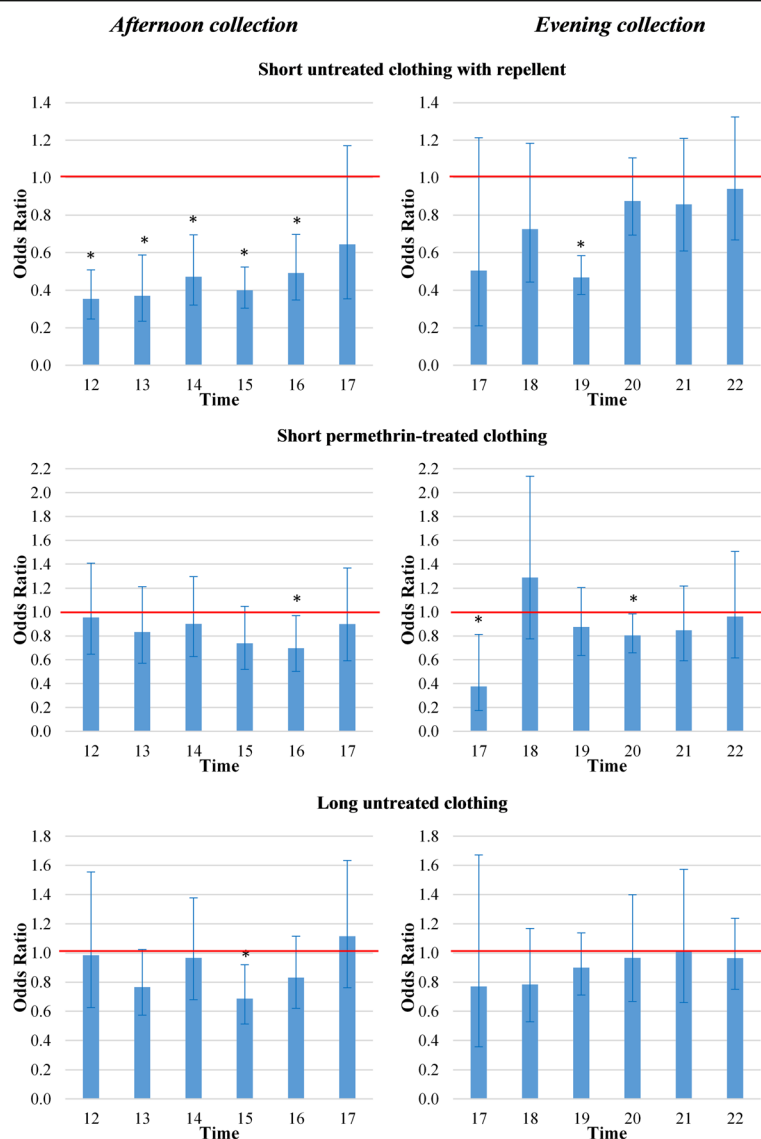 Afternoon collection Evening collection
Short untreated clothing with repellent
1.4 1.4
1.2 1.2
1.0 1.0
0.8 0.8
0.6 0.6
0.4 0.4
0.2 0.2
0.0 0.0
Odds Ratio Odds Ratio
* * * * * *
12 13 14 15 16 17 17 18 19 20 21 22
Time Time
Short permethrin-treated clothing
2.2 2.2
2.0 2.0
1.8 1.8
1.6 1.6
1.4 1.4
1.2 1.2
1.0 1.0
0.8 0.8
0.6 0.6
0.4 0.4
0.2 0.2
0.0 0.0
Odds Ratio Odds Ratio
* * *
12 13 14 15 16 17 17 18 19 20 21 22
Time Time
Long untreated clothing
1.8 1.8
1.6 1.6
1.4 1.4
1.2 1.2
1.0 1.0
0.8 0.8
0.6 0.6
0.4 0.4
0.2 0.2
0.0 0.0
Odds Ratio Odds Ratio
*
12 13 14 15 16 17 17 18 19 20 21 22
Time Time